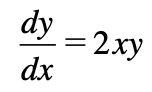 dy/dx = 2xy